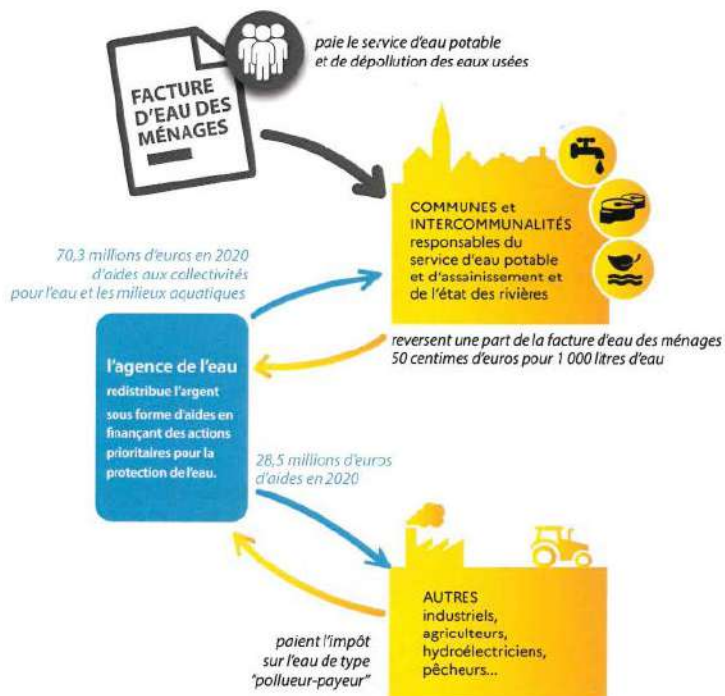 paie le service d'eau potable
et de dépollution des eaux usées
FACTURE
D'EAU DES
MÉNAGES
COMMUNES et
INTERCOMMUNALITÉS
responsables du
service d'eau potable
et d'assainissement et
de l'état des rivières
70,3 millions d'euros en 2020
d'aides aux collectivités
pour l'eau et les milieux aquatiques
reversent une part de la facture d'eau des ménages
50 centimes d'euros pour 1 000 litres d'eau
l'agence de l'eau
redistribue l'argent
sous forme d'aides en
finançant des actions
prioritaires pour la
protection de l'eau.
28,5 millions d'euros
d'aides en 2020
AUTRES
industriels,
agriculteurs,
hydroélectriciens,
pêcheurs...
paient l'impôt
sur l'eau de type
"pollueur-payeur"